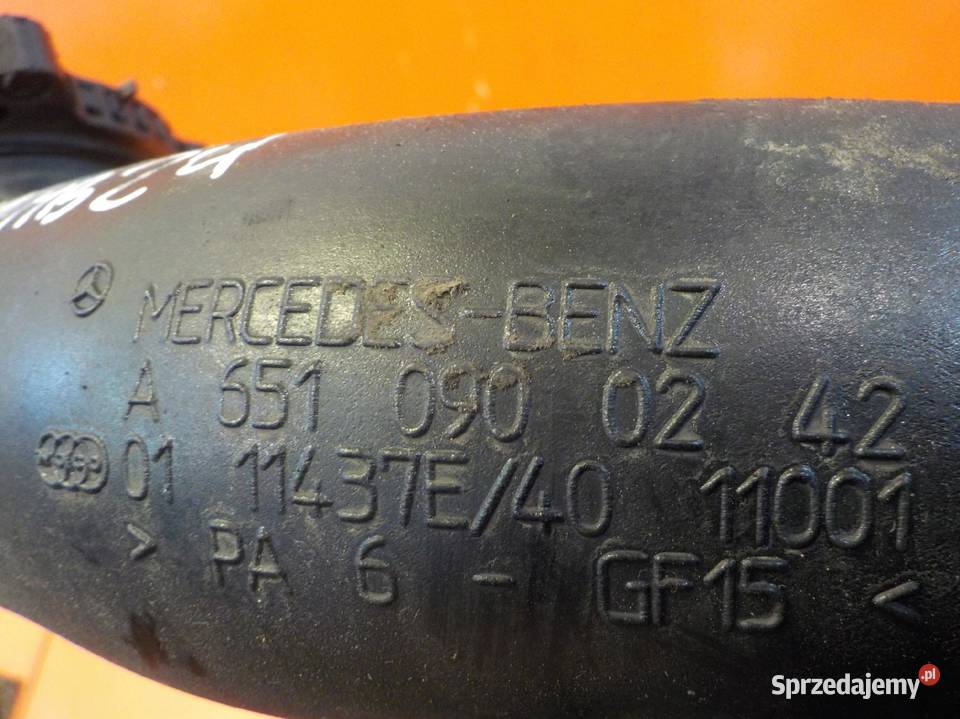 MERCEDES-BENZ
A 651 090 02 42
01 11437E/40 11001
> PA 6 - GF15 <
Sprzedajemy.pl